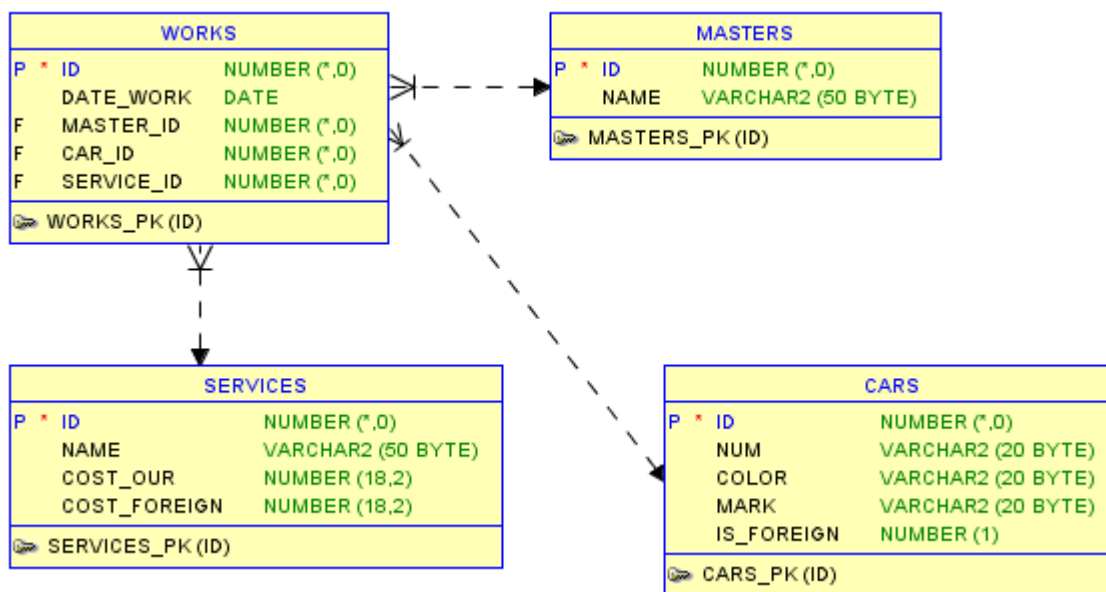 WORKS
P * ID NUMBER (*,0)
DATE_WORK DATE
F MASTER_ID NUMBER (*,0)
F CAR_ID NUMBER (*,0)
F SERVICE_ID NUMBER (*,0)
WORKS_PK (ID)
MASTERS
P * ID NUMBER (*,0)
NAME VARCHAR2 (50 BYTE)
MASTERS_PK (ID)
SERVICES
P * ID NUMBER (*,0)
NAME VARCHAR2 (50 BYTE)
COST_OUR NUMBER (18,2)
COST_FOREIGN NUMBER (18,2)
SERVICES_PK (ID)
CARS
P * ID NUMBER (*,0)
NUM VARCHAR2 (20 BYTE)
COLOR VARCHAR2 (20 BYTE)
MARK VARCHAR2 (20 BYTE)
IS_FOREIGN NUMBER (1)
CARS_PK (ID)